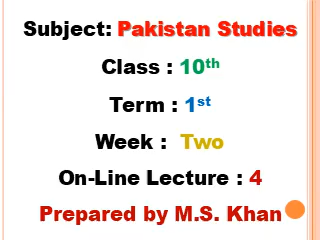 Subject: Pakistan Studies
Class : 10th
Term : 1st
Week : Two
On-Line Lecture : 4
Prepared by M.S. Khan